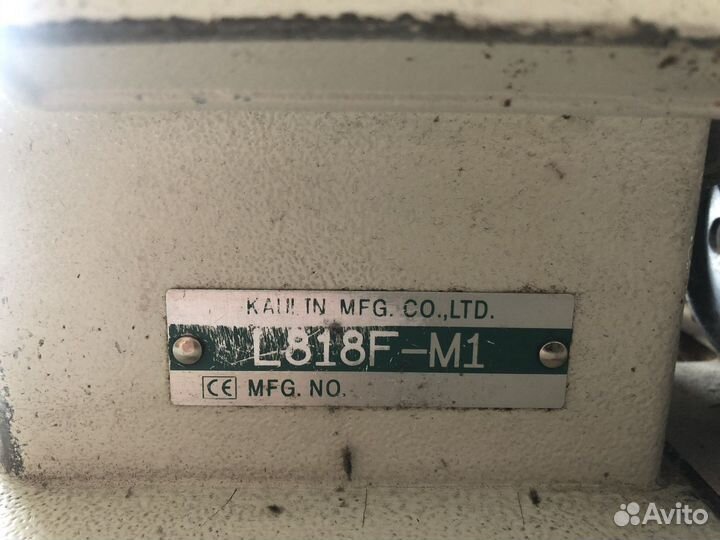 KAULIN MFG. CO.,LTD.
L818F-M1
CE MFG. NO.
Avito